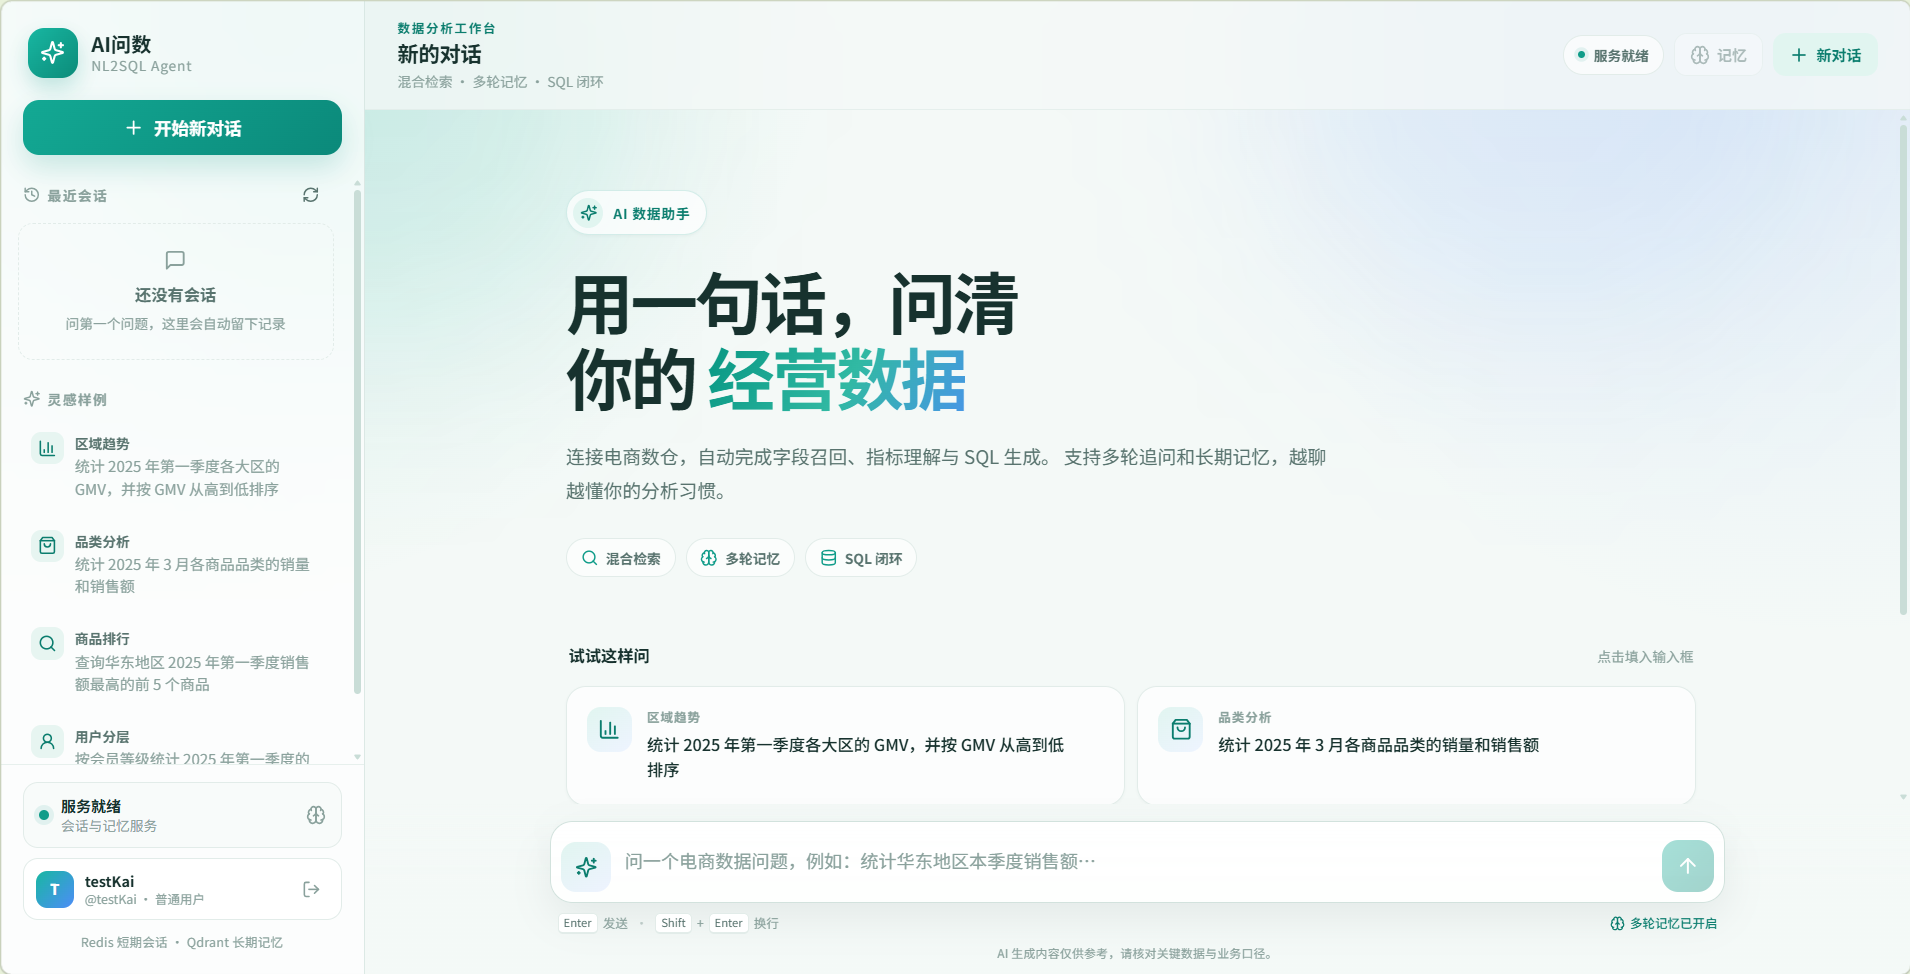 AI问数
NL2SQL Agent
开始新对话
最近会话
还没有会话
问第一个问题，这里会自动留下记录
灵感样例
区域趋势
统计 2025 年第一季度各大区的
GMV，并按 GMV 从高到低排序
品类分析
统计 2025 年 3 月各商品品类的销量
和销售额
商品排行
查询华东地区 2025 年第一季度销售
额最高的前 5 个商品
用户分层
按会员等级统计 2025 年第一季度的
服务就绪
会话与记忆服务
T
testKai
@testKai · 普通用户
Redis 短期会话 · Qdrant 长期记忆
数据分析工作台
新的对话
混合检索 · 多轮记忆 · SQL 闭环
服务就绪
记忆
新对话
AI 数据助手
用一句话，问清
你的 经营数据
连接电商数仓，自动完成字段召回、指标理解与 SQL 生成。 支持多轮追问和长期记忆，越聊
越懂你的分析习惯。
混合检索
多轮记忆
SQL 闭环
试试这样问
点击填入输入框
区域趋势
统计 2025 年第一季度各大区的 GMV，并按 GMV 从高到低
排序
品类分析
统计 2025 年 3 月各商品品类的销量和销售额
问一个电商数据问题，例如：统计华东地区本季度销售额…
Enter 发送 · Shift + Enter 换行
多轮记忆已开启
AI 生成内容仅供参考，请核对关键数据与业务口径。